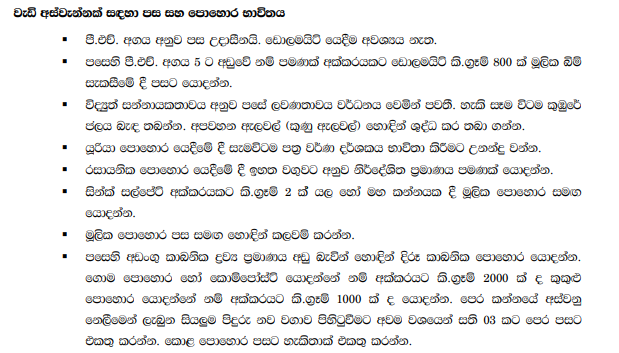 වැඩි අස්වැන්නක් සඳහා පස සහ පොහොර භාවිතය
▪ පී.එච්. අගය අනුව පස උදාසීනයි. ඩොලමයිට් යෙදීම අවශ්‍යය නැත.
▪ පසෙහි පී.එච්. අගය 5 ට අඩුවේ නම් පමණක් අක්කරයකට ඩොලමයිට් කි.ග්‍රෑම් 800 ක් මූලික බිම්
සැකසීමේ දී පසට යොදන්න.
▪ විද්‍යුත් සන්නායකතාවය අනුව පසේ ලවණතාවය වර්ධනය වෙමින් පවතී. හැකි සෑම විටම කුඹුරේ
ජලය බැඳ තබන්න. අපවහන ඇලවල් (කුණු ඇලවල්) හොඳින් ශුද්ධ කර තබා ගන්න.
▪ යූරියා පොහොර යෙදීමේ දී සැමවිටම පත්‍ර වර්ණ දර්ශකය භාවිතා කිරීමට උනන්දු වන්න.
▪ රසායනික පොහොර යෙදීමේ දී ඉහත වගුවට අනුව නිර්දේශිත ප්‍රමාණය පමණක් යොදන්න.
▪ සින්ක් සල්පේට් අක්කරයකට කි.ග්‍රෑම් 2 ක් යල හෝ මහ කන්නයක දී මූලික පොහොර සමඟ
යොදන්න.
▪ මූලික පොහොර පස සමඟ හොඳින් කලවම් කරන්න.
▪ පසෙහි අඩංගු කාබනික ද්‍රව්‍ය ප්‍රමාණය අඩු බැවින් හොඳින් දිරූ කාබනික පොහොර යොදන්න.
ගොම පොහොර හෝ කොම්පෝස්ට් යොදන්නේ නම් අක්කරයට කි.ග්‍රෑම් 2000 ක් ද කුකුළු
පොහොර යොදන්නේ නම් අක්කරයට කි.ග්‍රෑම් 1000 ක් ද යොදන්න. පෙර කන්නයේ අස්වනු
නෙලීමෙන් ලැබුන සියලුම පිදුරු නව වගාව පිහිටුවීමට අවම වශයෙන් සති 03 කට පෙර පසට
එකතු කරන්න. කොළ පොහොර පසට හැකිතාක් එකතු කරන්න.